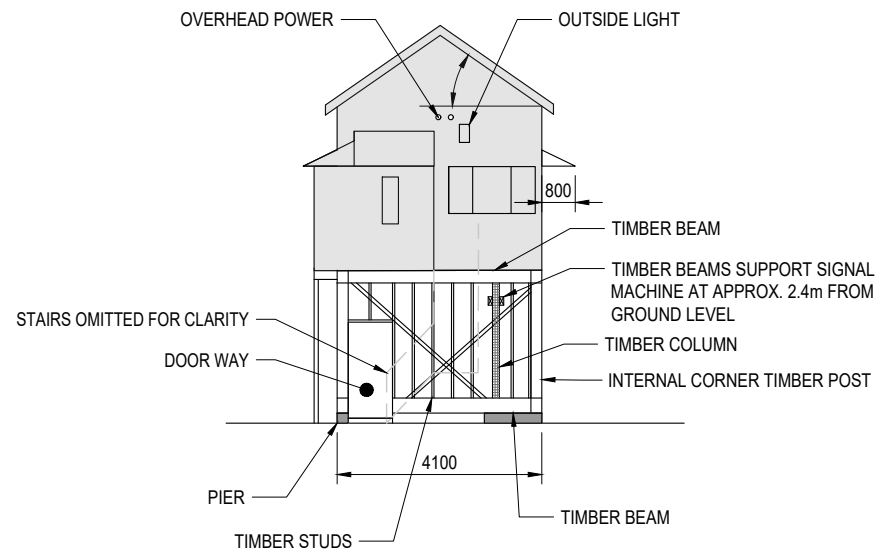 OVERHEAD POWER
OUTSIDE LIGHT
800
TIMBER BEAM
TIMBER BEAMS SUPPORT SIGNAL
MACHINE AT APPROX. 2.4m FROM
GROUND LEVEL
STAIRS OMITTED FOR CLARITY
TIMBER COLUMN
DOOR WAY
INTERNAL CORNER TIMBER POST
4100
PIER
TIMBER BEAM
TIMBER STUDS